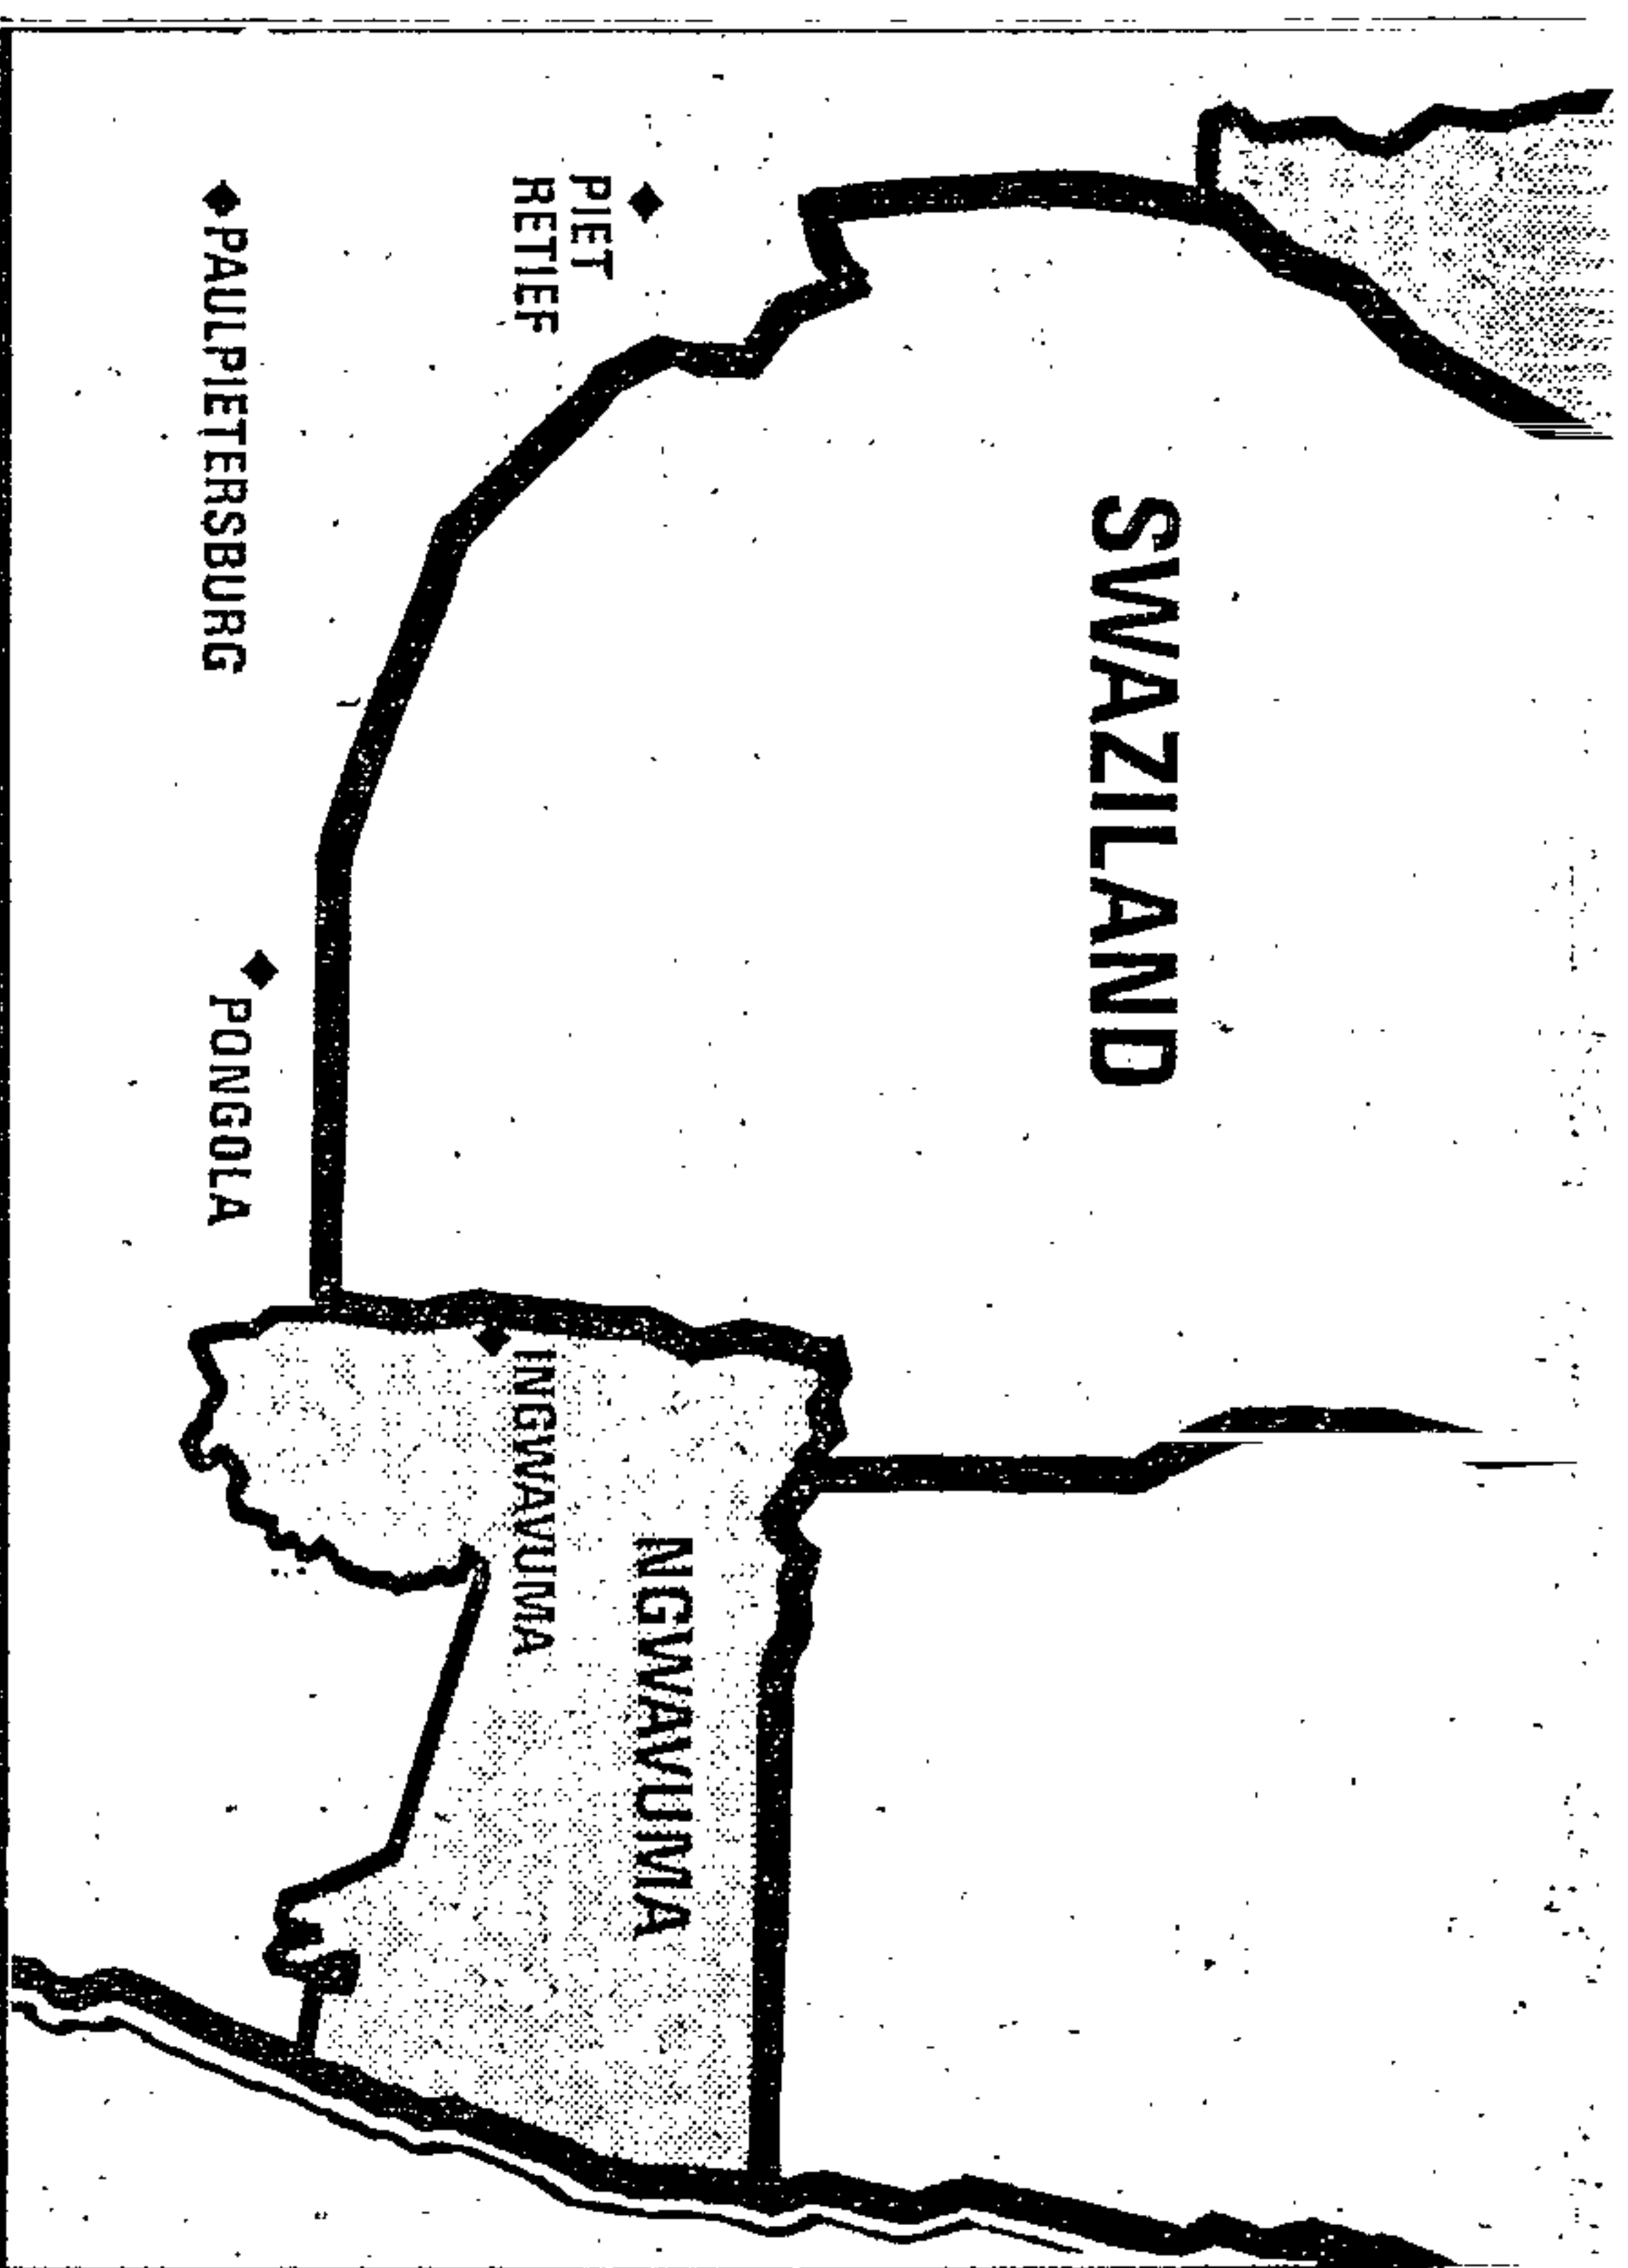 SWAZILAND
PIET
RETIEF
NGWAVUMA
INGWAVUMA
PONGOLA
PAULPIETERSBURG